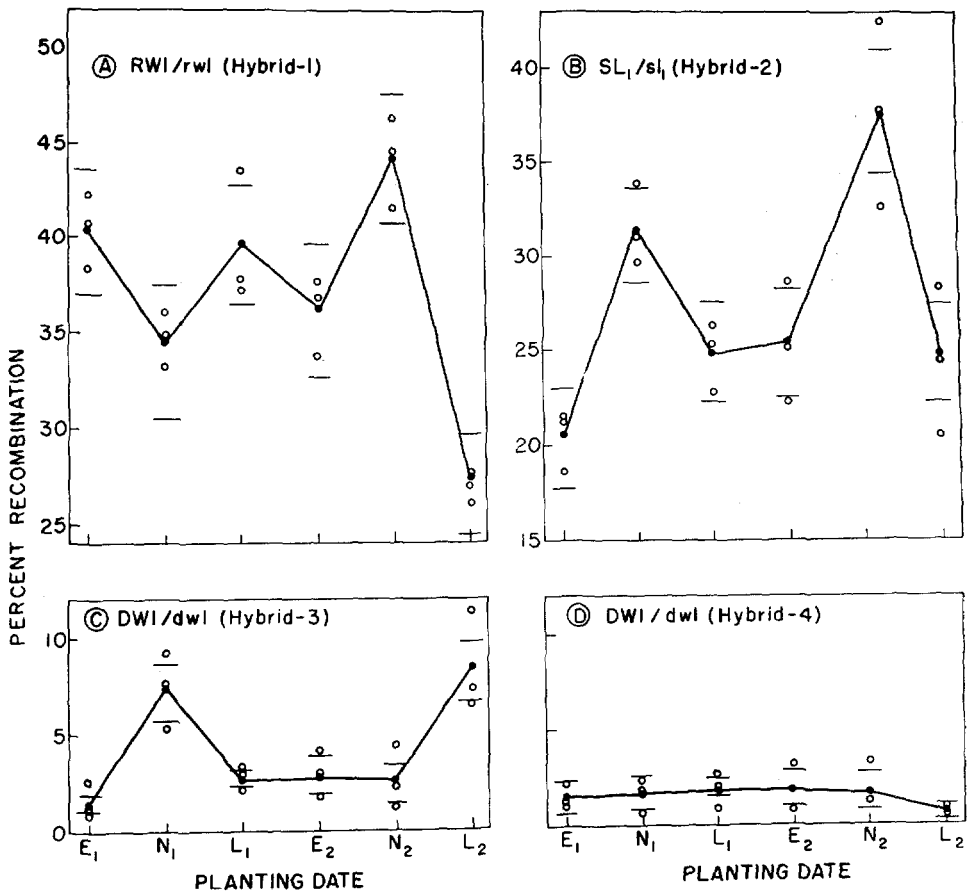 Ⓐ RWl/rwl (Hybrid-1)
50
45
40
35
30
25
Ⓑ SL₁/sl₁ (Hybrid-2)
40
35
30
25
20
15
PERCENT RECOMBINATION
Ⓒ DWl/dwl (Hybrid-3)
10
5
0
E₁ N₁ L₁ E₂ N₂ L₂
PLANTING DATE
Ⓓ DWl/dwl (Hybrid-4)
E₁ N₁ L₁ E₂ N₂ L₂
PLANTING DATE